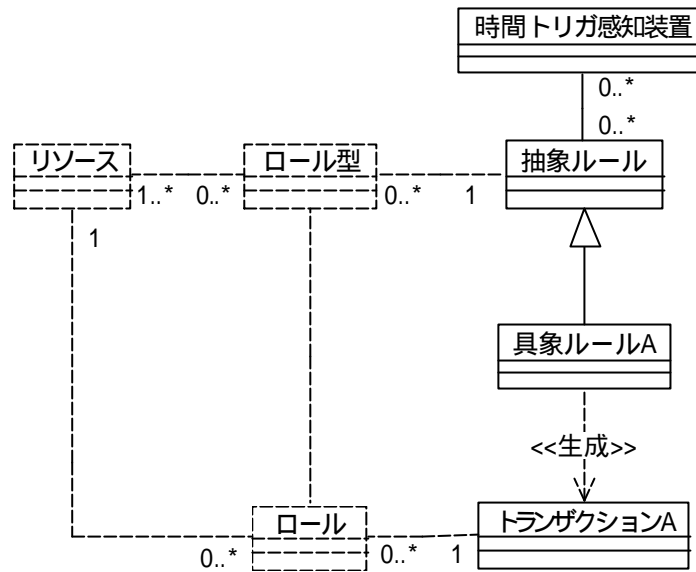 時間トリガ感知装置
0..*
0..*
リソース
ロール型
抽象ルール
1..*
0..*
0..*
1
1
具象ルールA
<<生成>>
ロール
トランザクションA
0..*
0..*
1